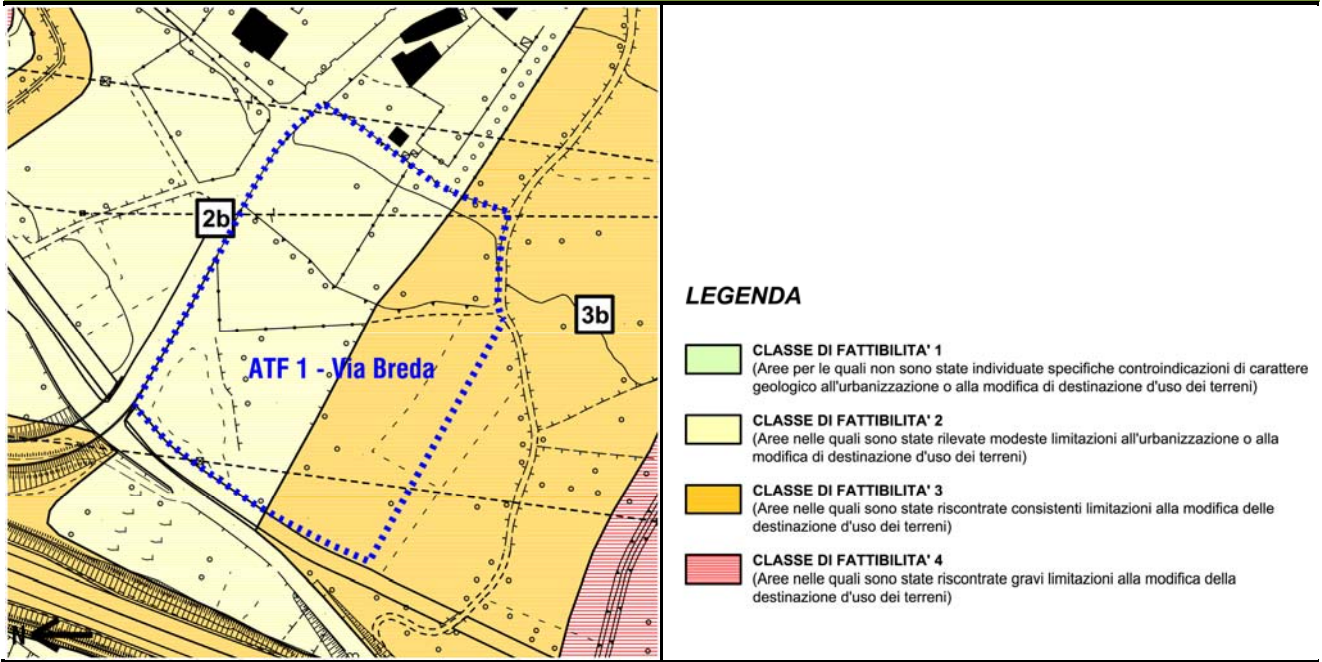 2b
3b
ATF 1 - Via Breda
N
LEGENDA
CLASSE DI FATTIBILITA' 1
(Aree per le quali non sono state individuate specifiche controindicazioni di carattere
geologico all'urbanizzazione o alla modifica di destinazione d'uso dei terreni)
CLASSE DI FATTIBILITA' 2
(Aree nelle quali sono state rilevate modeste limitazioni all'urbanizzazione o alla
modifica di destinazione d'uso dei terreni)
CLASSE DI FATTIBILITA' 3
(Aree nelle quali sono state riscontrate consistenti limitazioni alla modifica delle
destinazione d'uso dei terreni)
CLASSE DI FATTIBILITA' 4
(Aree nelle quali sono state riscontrate gravi limitazioni alla modifica della
destinazione d'uso dei terreni)